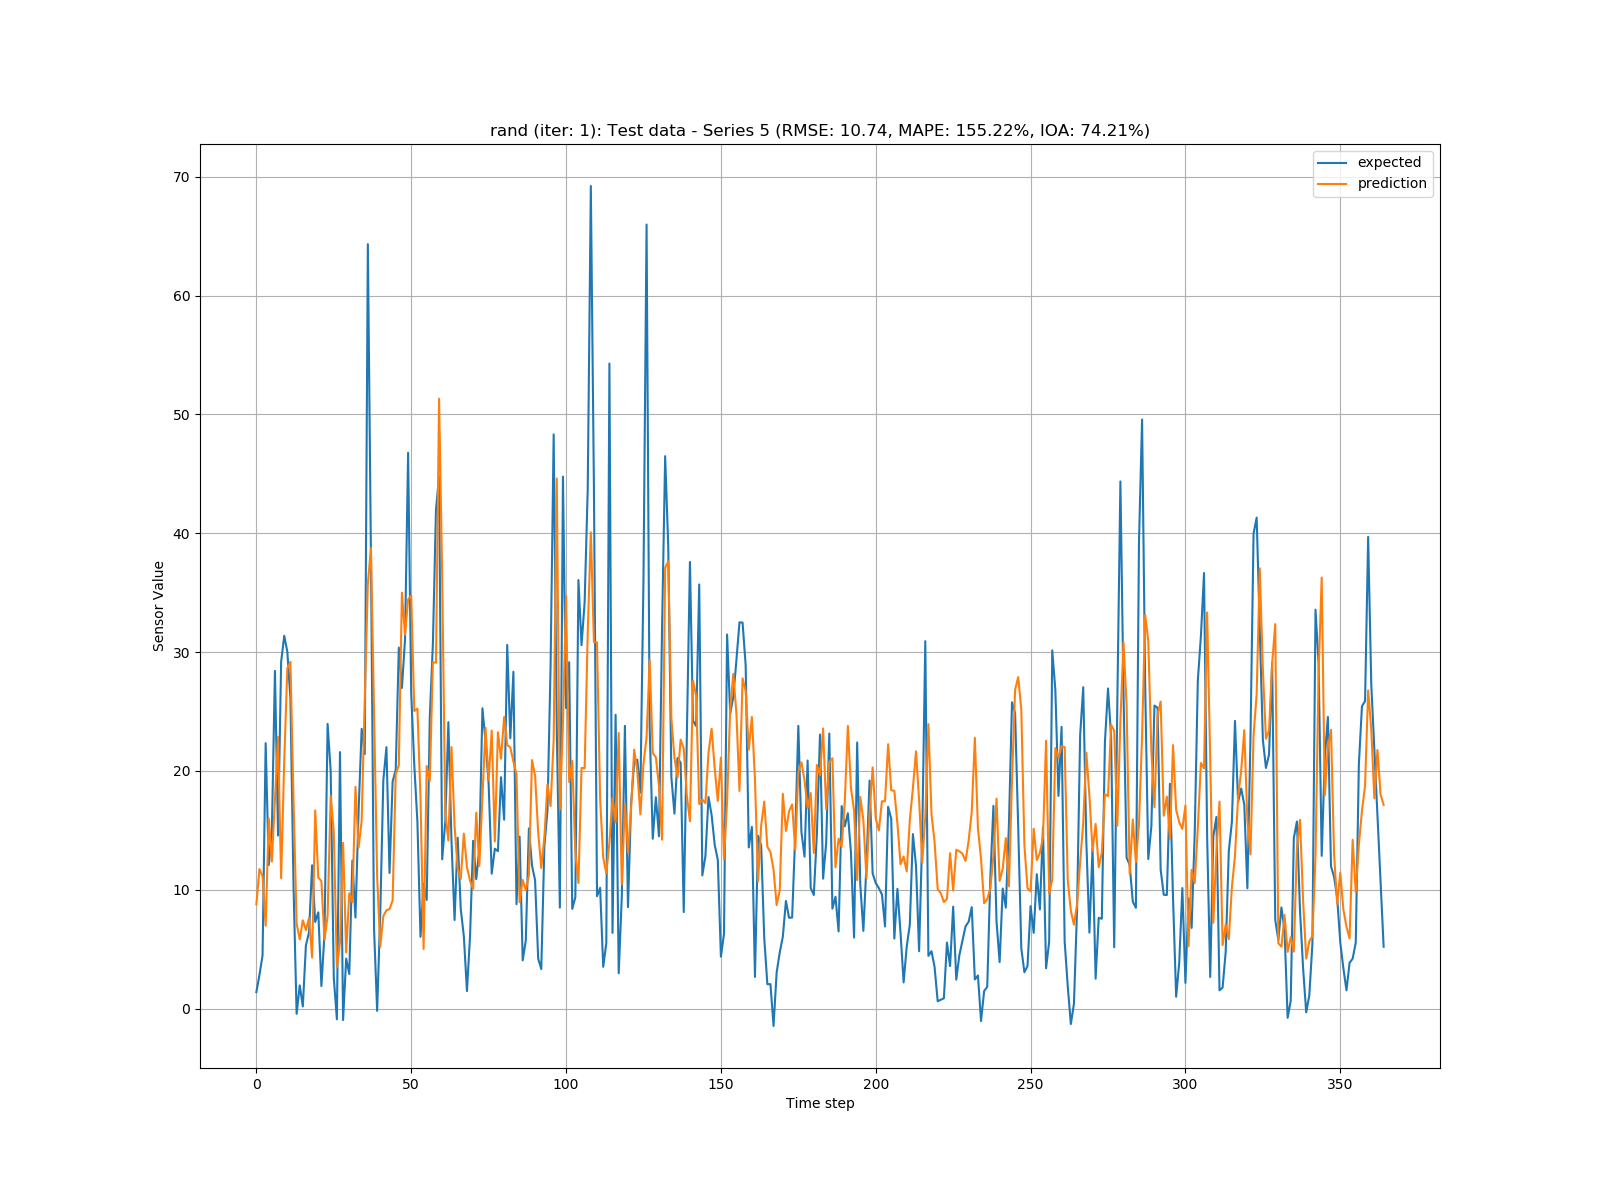 rand (iter: 1): Test data - Series 5 (RMSE: 10.74, MAPE: 155.22%, IOA: 74.21%)
expected
prediction
70
60
50
40
30
20
10
0
Sensor Value
0 50 100 150 200 250 300 350
Time step